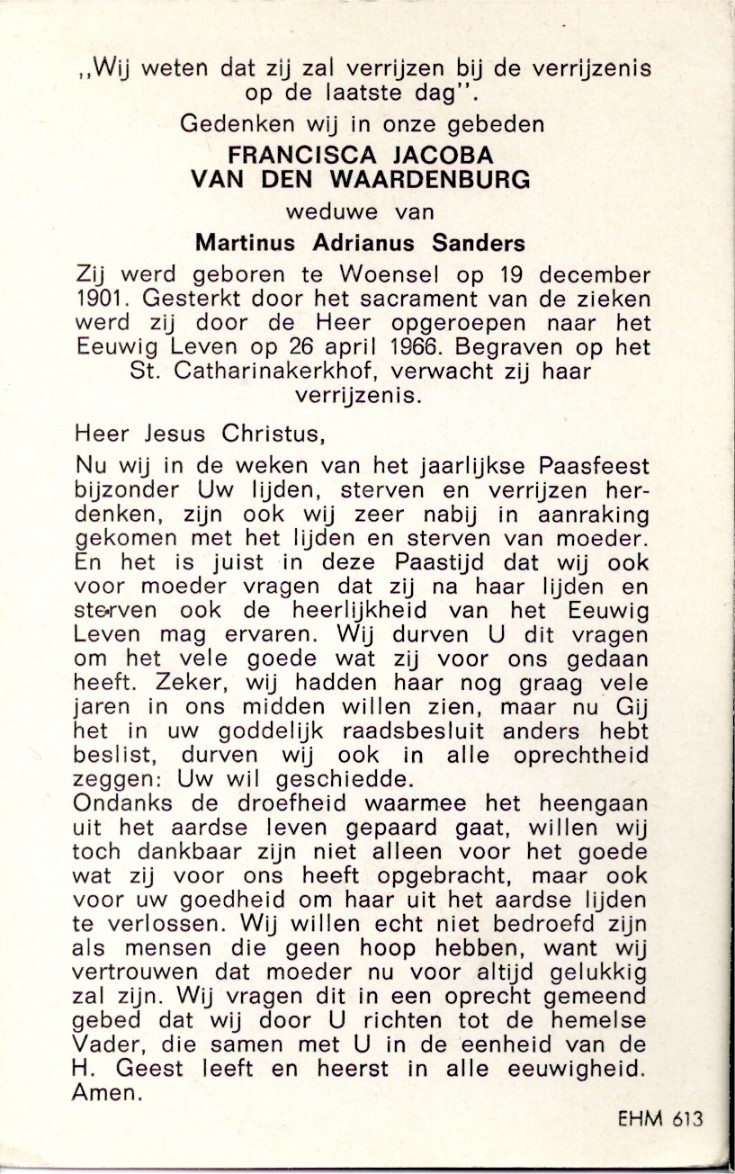 „Wij weten dat zij zal verrijzen bij de verrijzenis
op de laatste dag”.
Gedenken wij in onze gebeden
FRANCISCA JACOBA
VAN DEN WAARDENBURG
weduwe van
Martinus Adrianus Sanders
Zij werd geboren te Woensel op 19 december
1901. Gesterkt door het sacrament van de zieken
werd zij door de Heer opgeroepen naar het
Eeuwig Leven op 26 april 1966. Begraven op het
St. Catharinakerkhof, verwacht zij haar
verrijzenis.
Heer Jesus Christus,
Nu wij in de weken van het jaarlijkse Paasfeest
bijzonder Uw lijden, sterven en verrijzen her-
denken, zijn ook wij zeer nabij in aanraking
gekomen met het lijden en sterven van moeder.
En het is juist in deze Paastijd dat wij ook
voor moeder vragen dat zij na haar lijden en
sterven ook de heerlijkheid van het Eeuwig
Leven mag ervaren. Wij durven U dit vragen
om het vele goede wat zij voor ons gedaan
heeft. Zeker, wij hadden haar nog graag vele
jaren in ons midden willen zien, maar nu Gij
het in uw goddelijk raadsbesluit anders hebt
beslist, durven wij ook in alle oprechtheid
zeggen: Uw wil geschiedde.
Ondanks de droefheid waarmee het heengaan
uit het aardse leven gepaard gaat, willen wij
toch dankbaar zijn niet alleen voor het goede
wat zij voor ons heeft opgebracht, maar ook
voor uw goedheid om haar uit het aardse lijden
te verlossen. Wij willen echt niet bedroefd zijn
als mensen die geen hoop hebben, want wij
vertrouwen dat moeder nu voor altijd gelukkig
zal zijn. Wij vragen dit in een oprecht gemeend
gebed dat wij door U richten tot de hemelse
Vader, die samen met U in de eenheid van de
H. Geest leeft en heerst in alle eeuwigheid.
Amen.
EHM 613